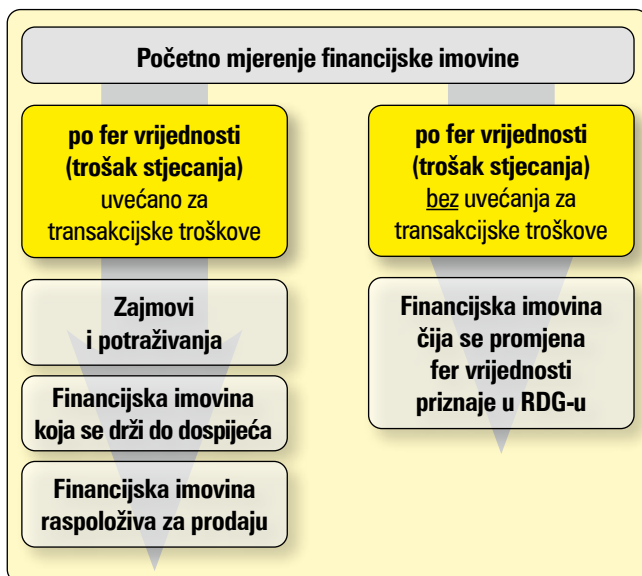 Početno mjerenje financijske imovine
po fer vrijednosti
(trošak stjecanja)
uvećano za
transakcijske troškove
Zajmovi
i potraživanja
Financijska imovina
koja se drži do dospijeća
Financijska imovina
raspoloživa za prodaju
po fer vrijednosti
(trošak stjecanja)
bez uvećanja za
transakcijske troškove
Financijska imovina
čija se promjena
fer vrijednosti
priznaje u RDG-u